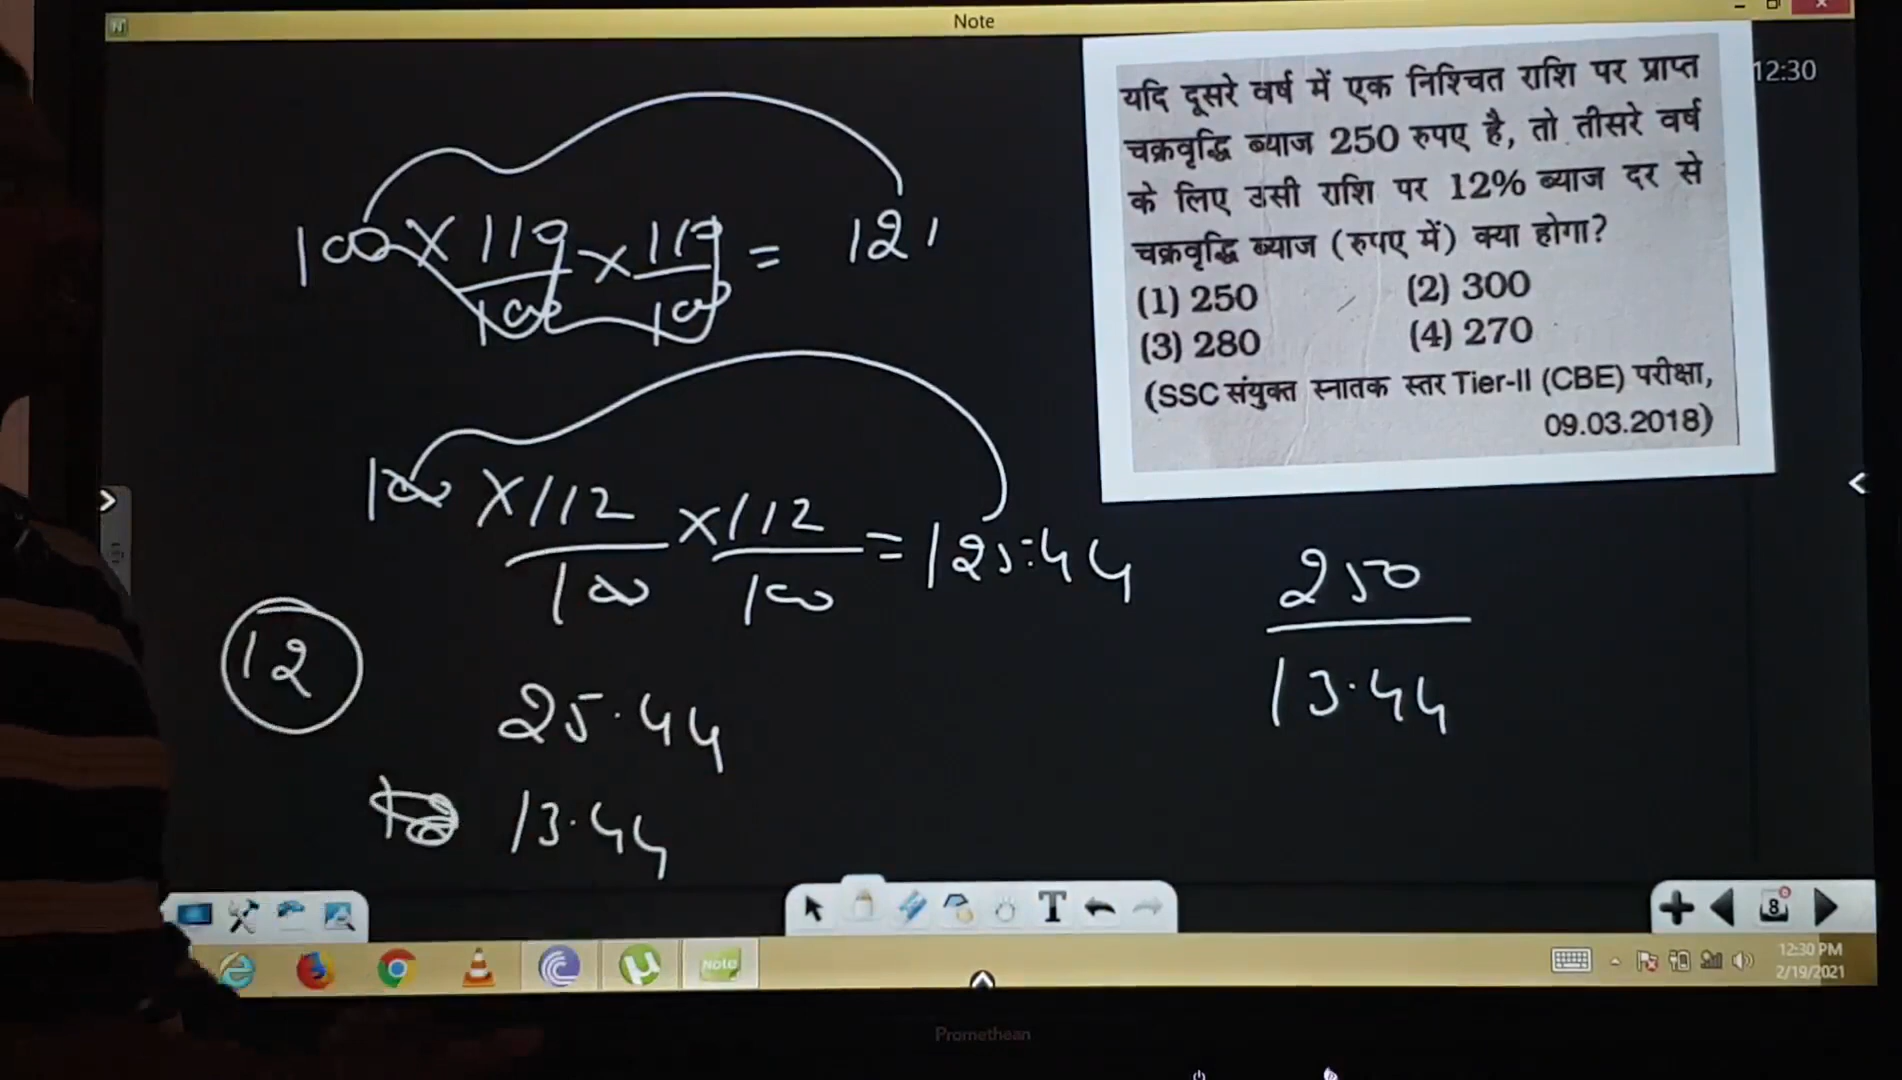 Note
12:30
यदि दूसरे वर्ष में एक निश्चित राशि पर प्राप्त
चक्रवृद्धि ब्याज 250 रुपए है, तो तीसरे वर्ष
के लिए उसी राशि पर 12% ब्याज दर से
चक्रवृद्धि ब्याज (रुपए में) क्या होगा?
(1) 250 (2) 300
(3) 280 (4) 270
(SSC संयुक्त स्नातक स्तर Tier-II (CBE) परीक्षा,
09.03.2018)
100 × 110 × 110 = 121
100 100
100 × 112 × 112 = 125.44
100 100
12
25.44
13.44
250
13.44
T
8
Note
12:30 PM
2/19/2021
Promethean